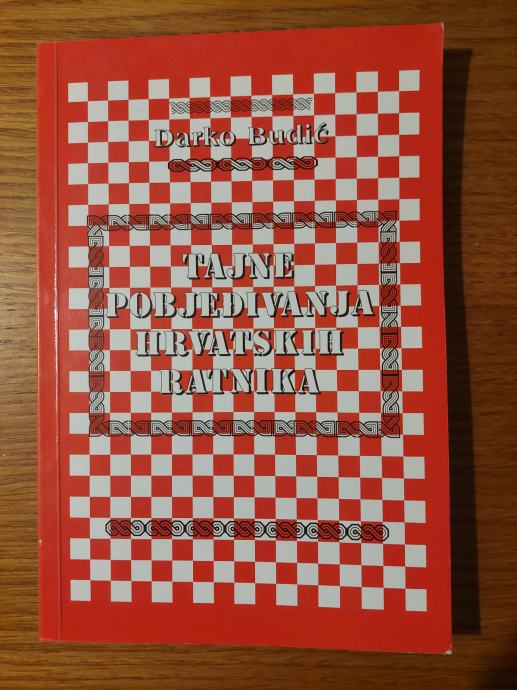 Darko Budić
TAJNE
POBJEĐIVANJA
HRVATSKIH
RATNIKA